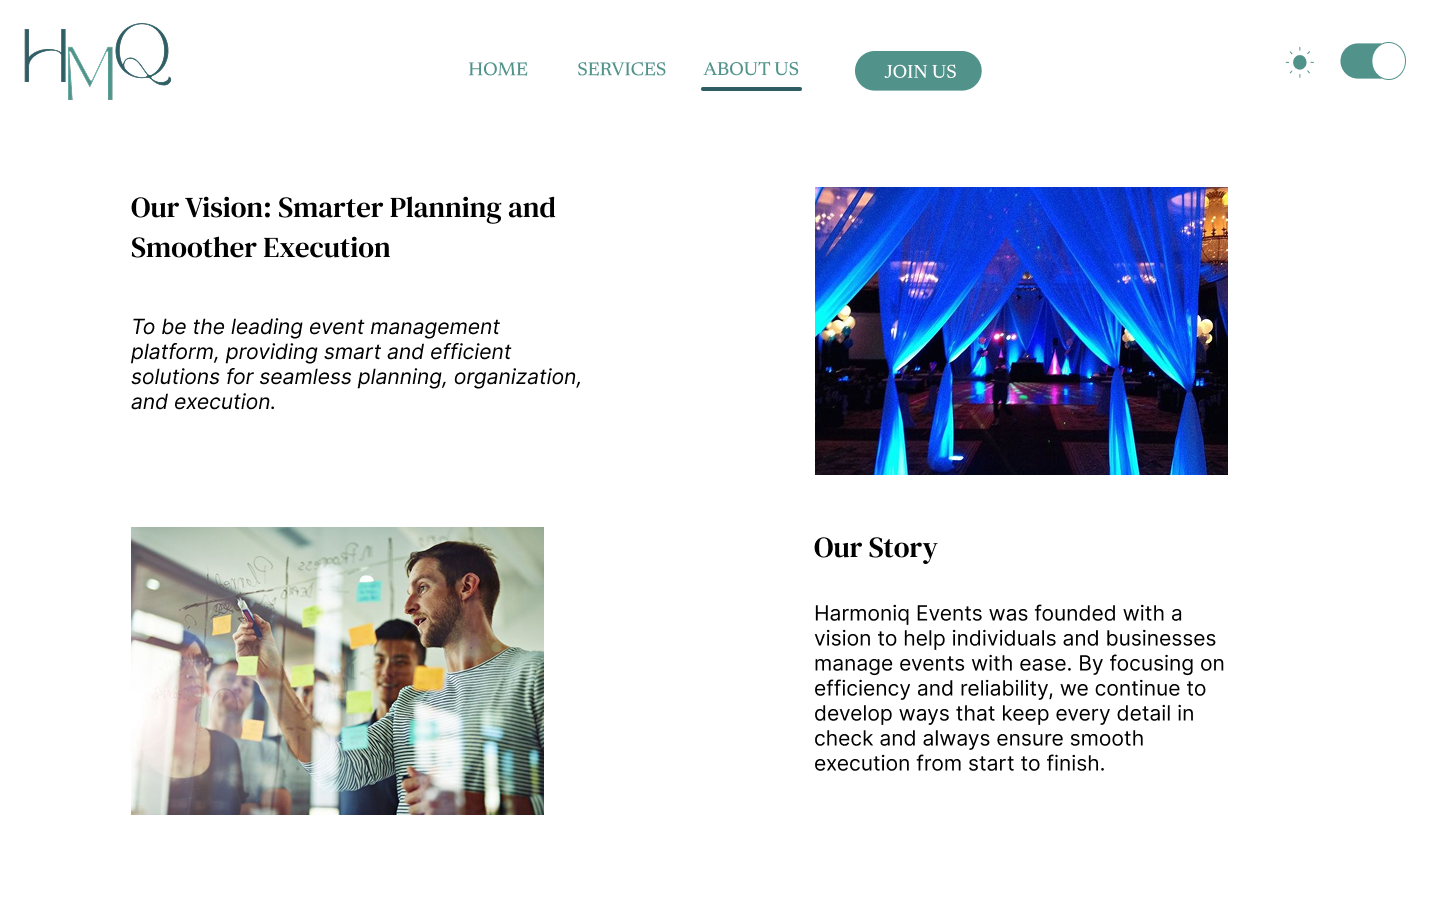 HMQ
HOME
SERVICES
ABOUT US
JOIN US
Our Vision: Smarter Planning and
Smoother Execution
To be the leading event management
platform, providing smart and efficient
solutions for seamless planning, organization,
and execution.
Our Story
Harmoniq Events was founded with a
vision to help individuals and businesses
manage events with ease. By focusing on
efficiency and reliability, we continue to
develop ways that keep every detail in
check and always ensure smooth
execution from start to finish.